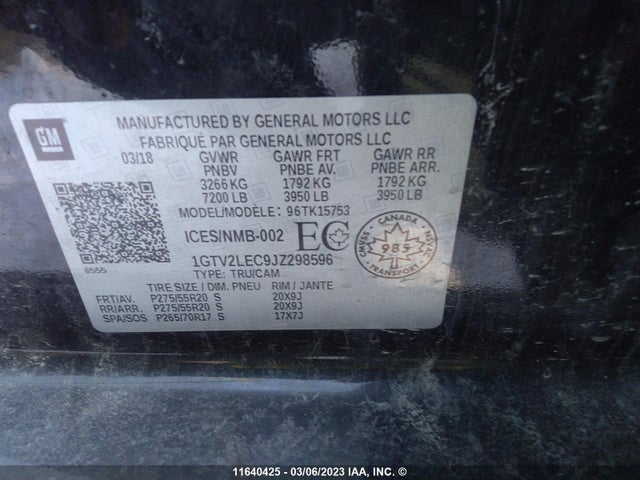 GM
MANUFACTURED BY GENERAL MOTORS LLC
FABRIQUÉ PAR GENERAL MOTORS LLC
03/18 GVWR GAWR FRT GAWR RR
PNBV PNBE AV. PNBE ARR.
3266 KG 1792 KG 1792 KG
7200 LB 3950 LB 3950 LB
MODEL/MODÈLE: 96TK15753
ICES/NMB-002 EC
CANADA
CMVSS 985 NSVAC
TRANSPORT
8555
1GTV2LEC9JZ298596
TYPE: TRU/CAM
TIRE SIZE / DIM. PNEU RIM / JANTE
FRT/AV. P275/55R20 S 20X9J
RR/ARR. P275/55R20 S 20X9J
SPA/SOS P265/70R17 S 17X7J
11640425 - 03/06/2023 IAA, INC. ©